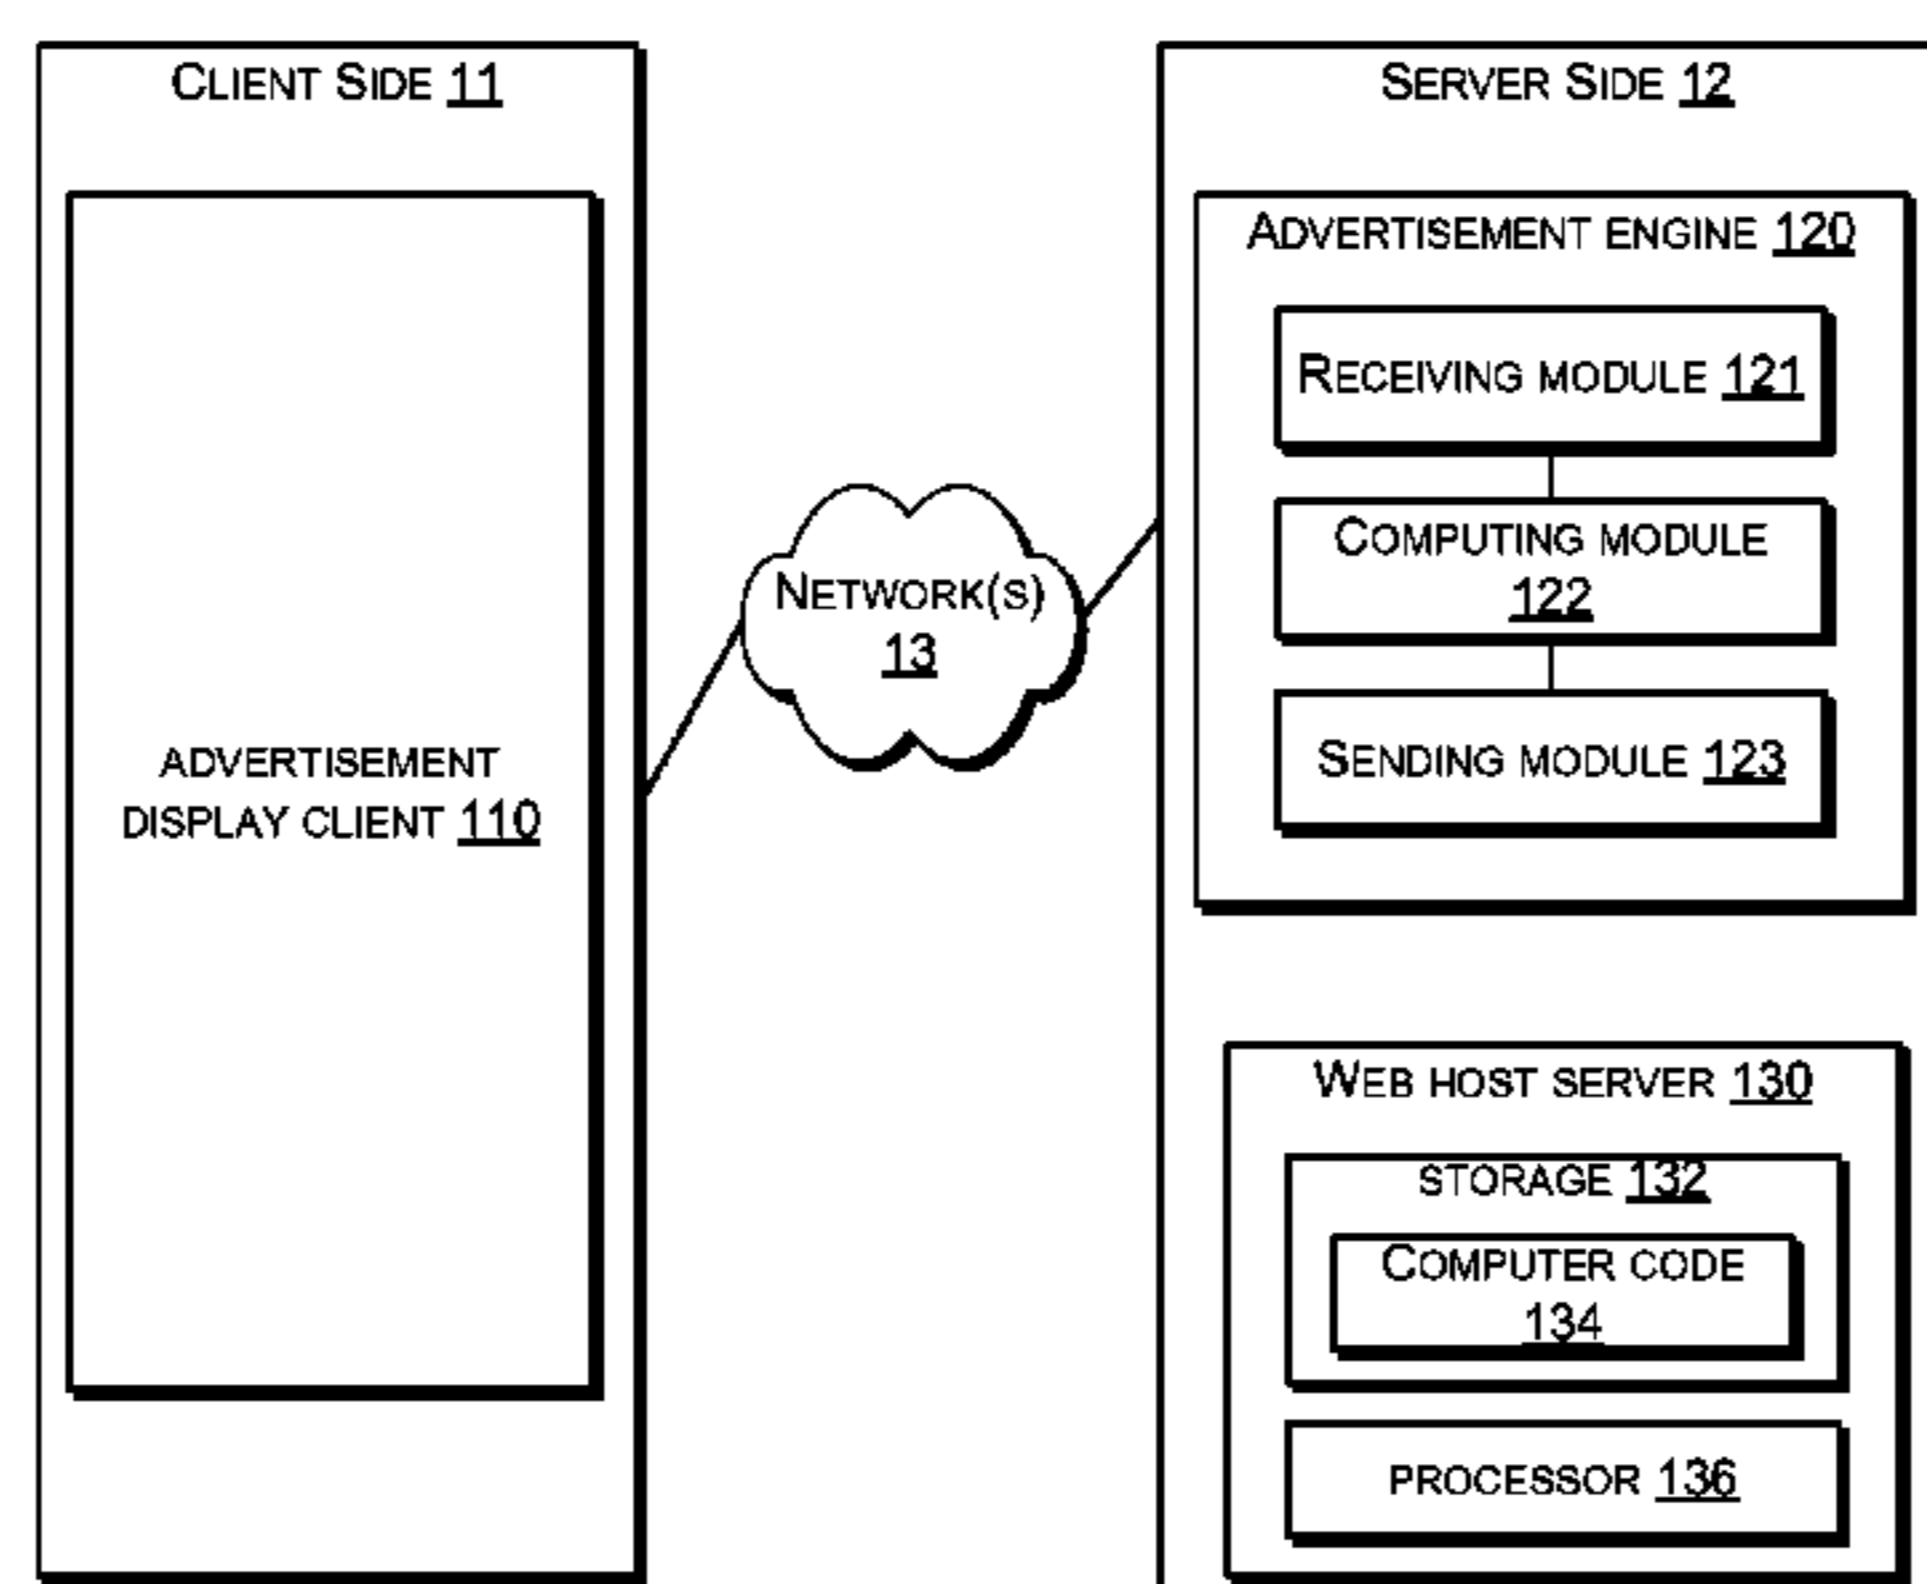 CLIENT SIDE 11
ADVERTISEMENT
DISPLAY CLIENT 110
NETWORK(S)
13
SERVER SIDE 12
ADVERTISEMENT ENGINE 120
RECEIVING MODULE 121
COMPUTING MODULE
122
SENDING MODULE 123
WEB HOST SERVER 130
STORAGE 132
COMPUTER CODE
134
PROCESSOR 136